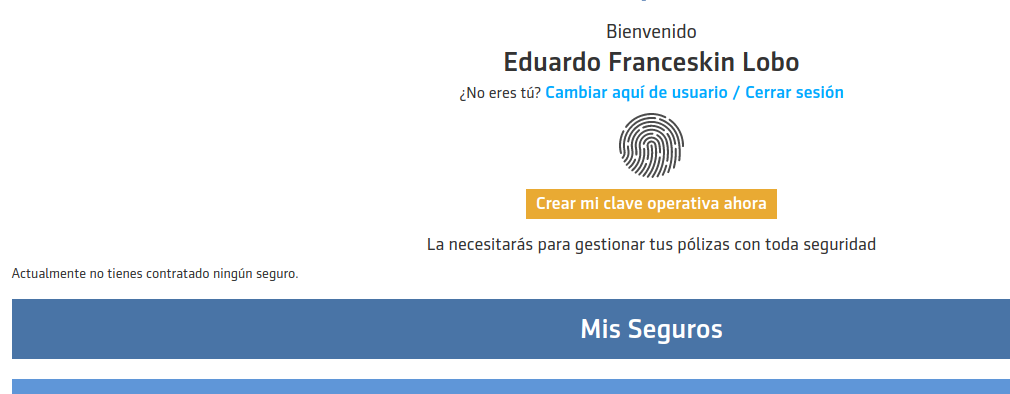 Bienvenido
Eduardo Franceskin Lobo
¿No eres tú? Cambiar aquí de usuario / Cerrar sesión
Crear mi clave operativa ahora
La necesitarás para gestionar tus pólizas con toda seguridad
Actualmente no tienes contratado ningún seguro.
Mis Seguros